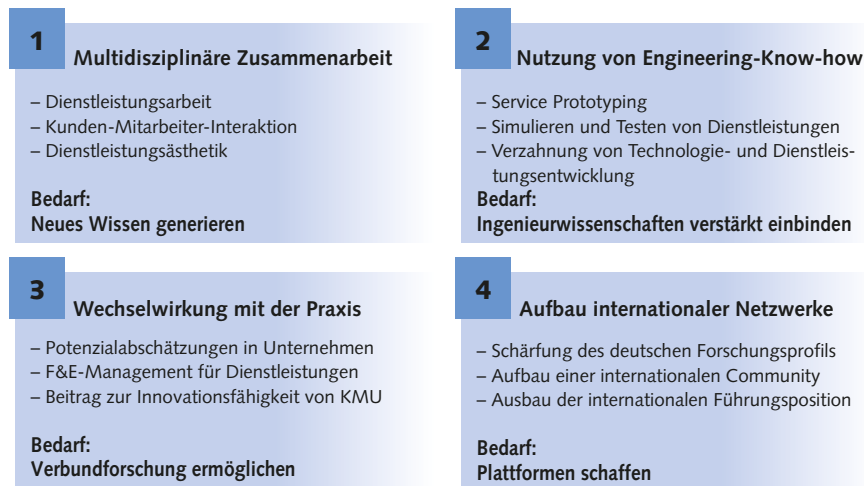 1
Multidisziplinäre Zusammenarbeit
– Dienstleistungsarbeit
– Kunden-Mitarbeiter-Interaktion
– Dienstleistungsästhetik
Bedarf:
Neues Wissen generieren
2
Nutzung von Engineering-Know-how
– Service Prototyping
– Simulieren und Testen von Dienstleistungen
– Verzahnung von Technologie- und Dienstleis-
tungsentwicklung
Bedarf:
Ingenieurwissenschaften verstärkt einbinden
3
Wechselwirkung mit der Praxis
– Potenzialabschätzungen in Unternehmen
– F&E-Management für Dienstleistungen
– Beitrag zur Innovationsfähigkeit von KMU
Bedarf:
Verbundforschung ermöglichen
4
Aufbau internationaler Netzwerke
– Schärfung des deutschen Forschungsprofils
– Aufbau einer internationalen Community
– Ausbau der internationalen Führungsposition
Bedarf:
Plattformen schaffen